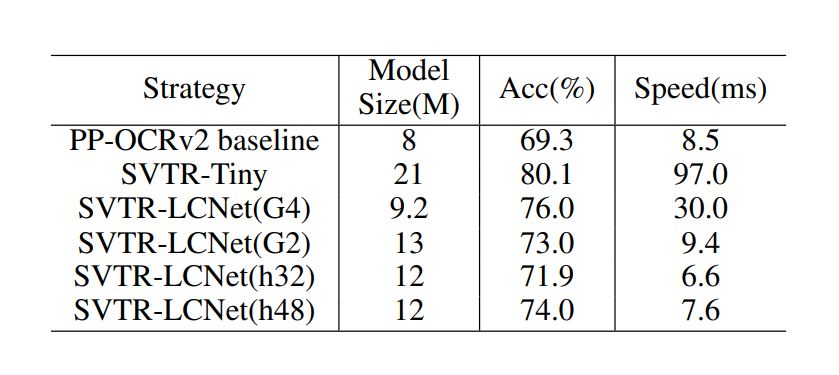 Strategy Model Size(M) Acc(%) Speed(ms)
PP-OCRv2 baseline 8 69.3 8.5
SVTR-Tiny 21 80.1 97.0
SVTR-LCNet(G4) 9.2 76.0 30.0
SVTR-LCNet(G2) 13 73.0 9.4
SVTR-LCNet(h32) 12 71.9 6.6
SVTR-LCNet(h48) 12 74.0 7.6